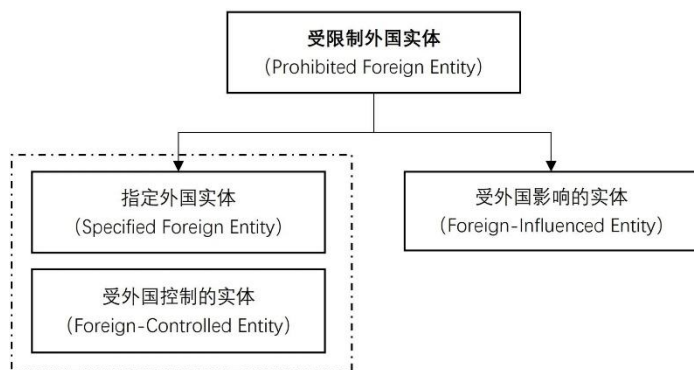 受限制外国实体
（Prohibited Foreign Entity）
指定外国实体
（Specified Foreign Entity）
受外国影响的实体
（Foreign-Influenced Entity）
受外国控制的实体
（Foreign-Controlled Entity）